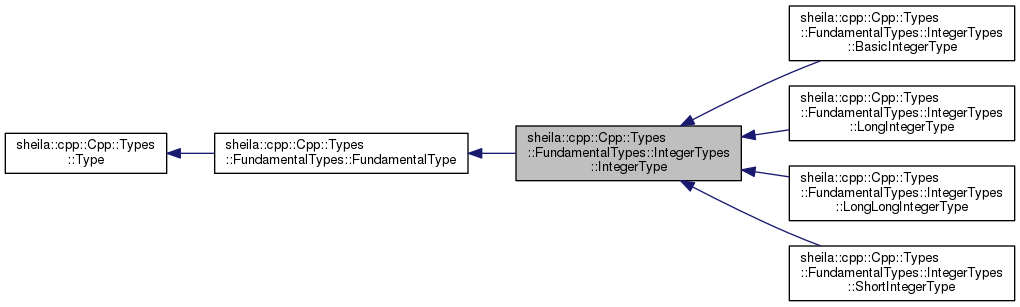 sheila::cpp::Cpp::Types
::Type
sheila::cpp::Cpp::Types
::FundamentalTypes::FundamentalType
sheila::cpp::Cpp::Types
::FundamentalTypes::IntegerTypes
::IntegerType
sheila::cpp::Cpp::Types
::FundamentalTypes::IntegerTypes
::BasicIntegerType
sheila::cpp::Cpp::Types
::FundamentalTypes::IntegerTypes
::LongIntegerType
sheila::cpp::Cpp::Types
::FundamentalTypes::IntegerTypes
::LongLongIntegerType
sheila::cpp::Cpp::Types
::FundamentalTypes::IntegerTypes
::ShortIntegerType